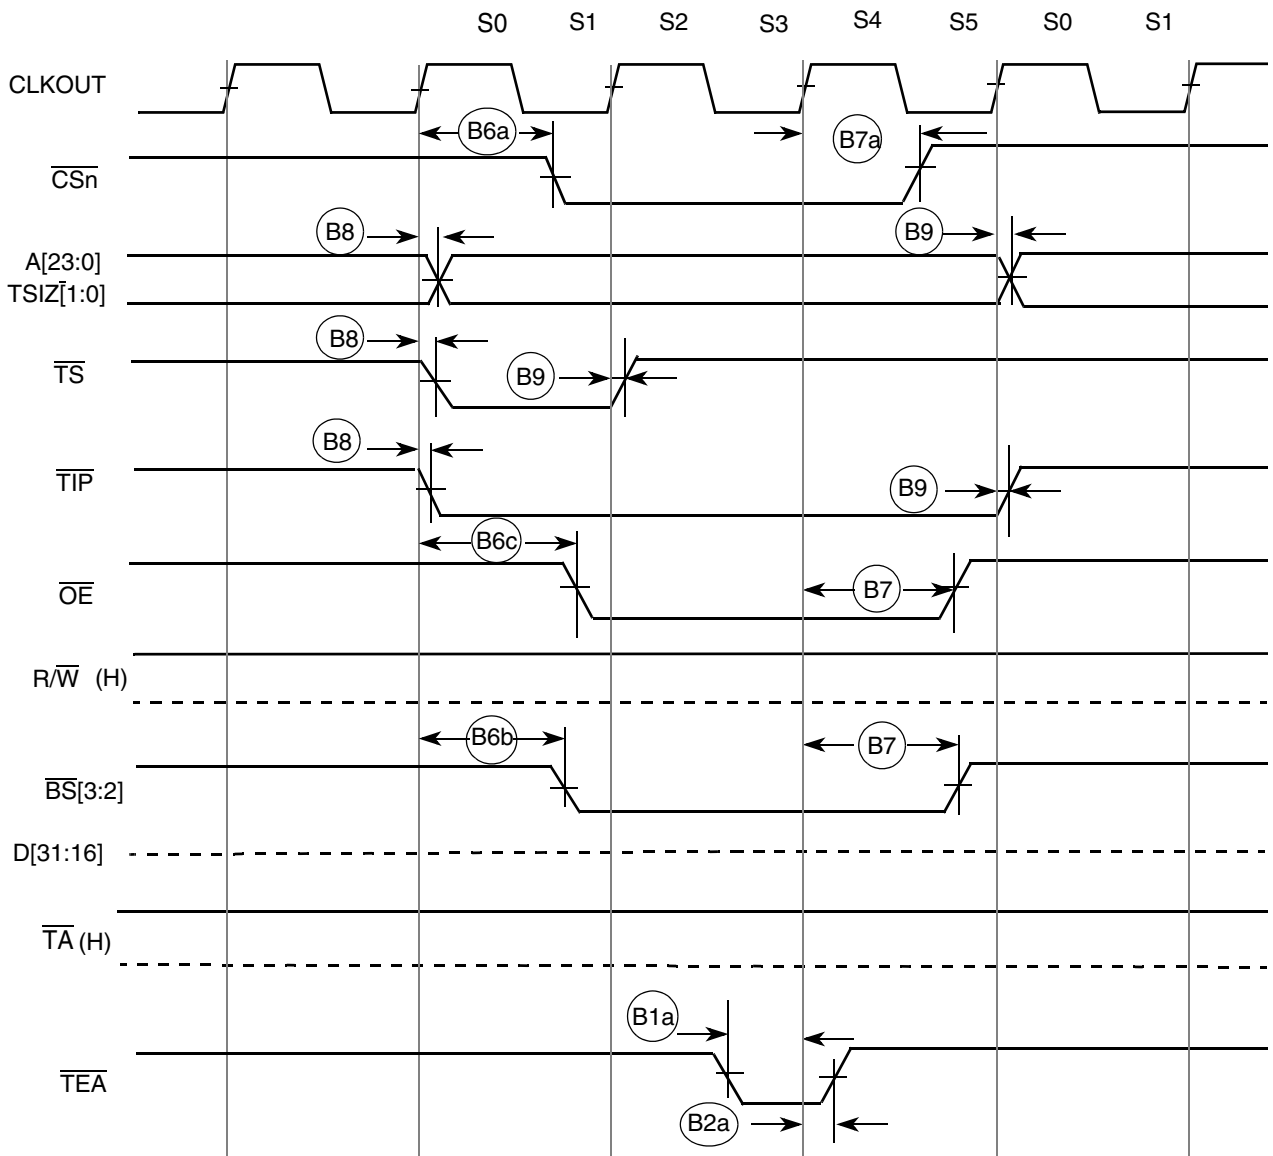 S0 S1 S2 S3 S4 S5 S0 S1
CLKOUT
B6a B7a
CSn
B8 B9
A[23:0]
TSIZ[1:0]
B8
TS B9
B8
TIP B9
B6c
OE B7
R/W (H)
B6b B7
BS[3:2]
D[31:16]
TA (H)
B1a
TEA
B2a